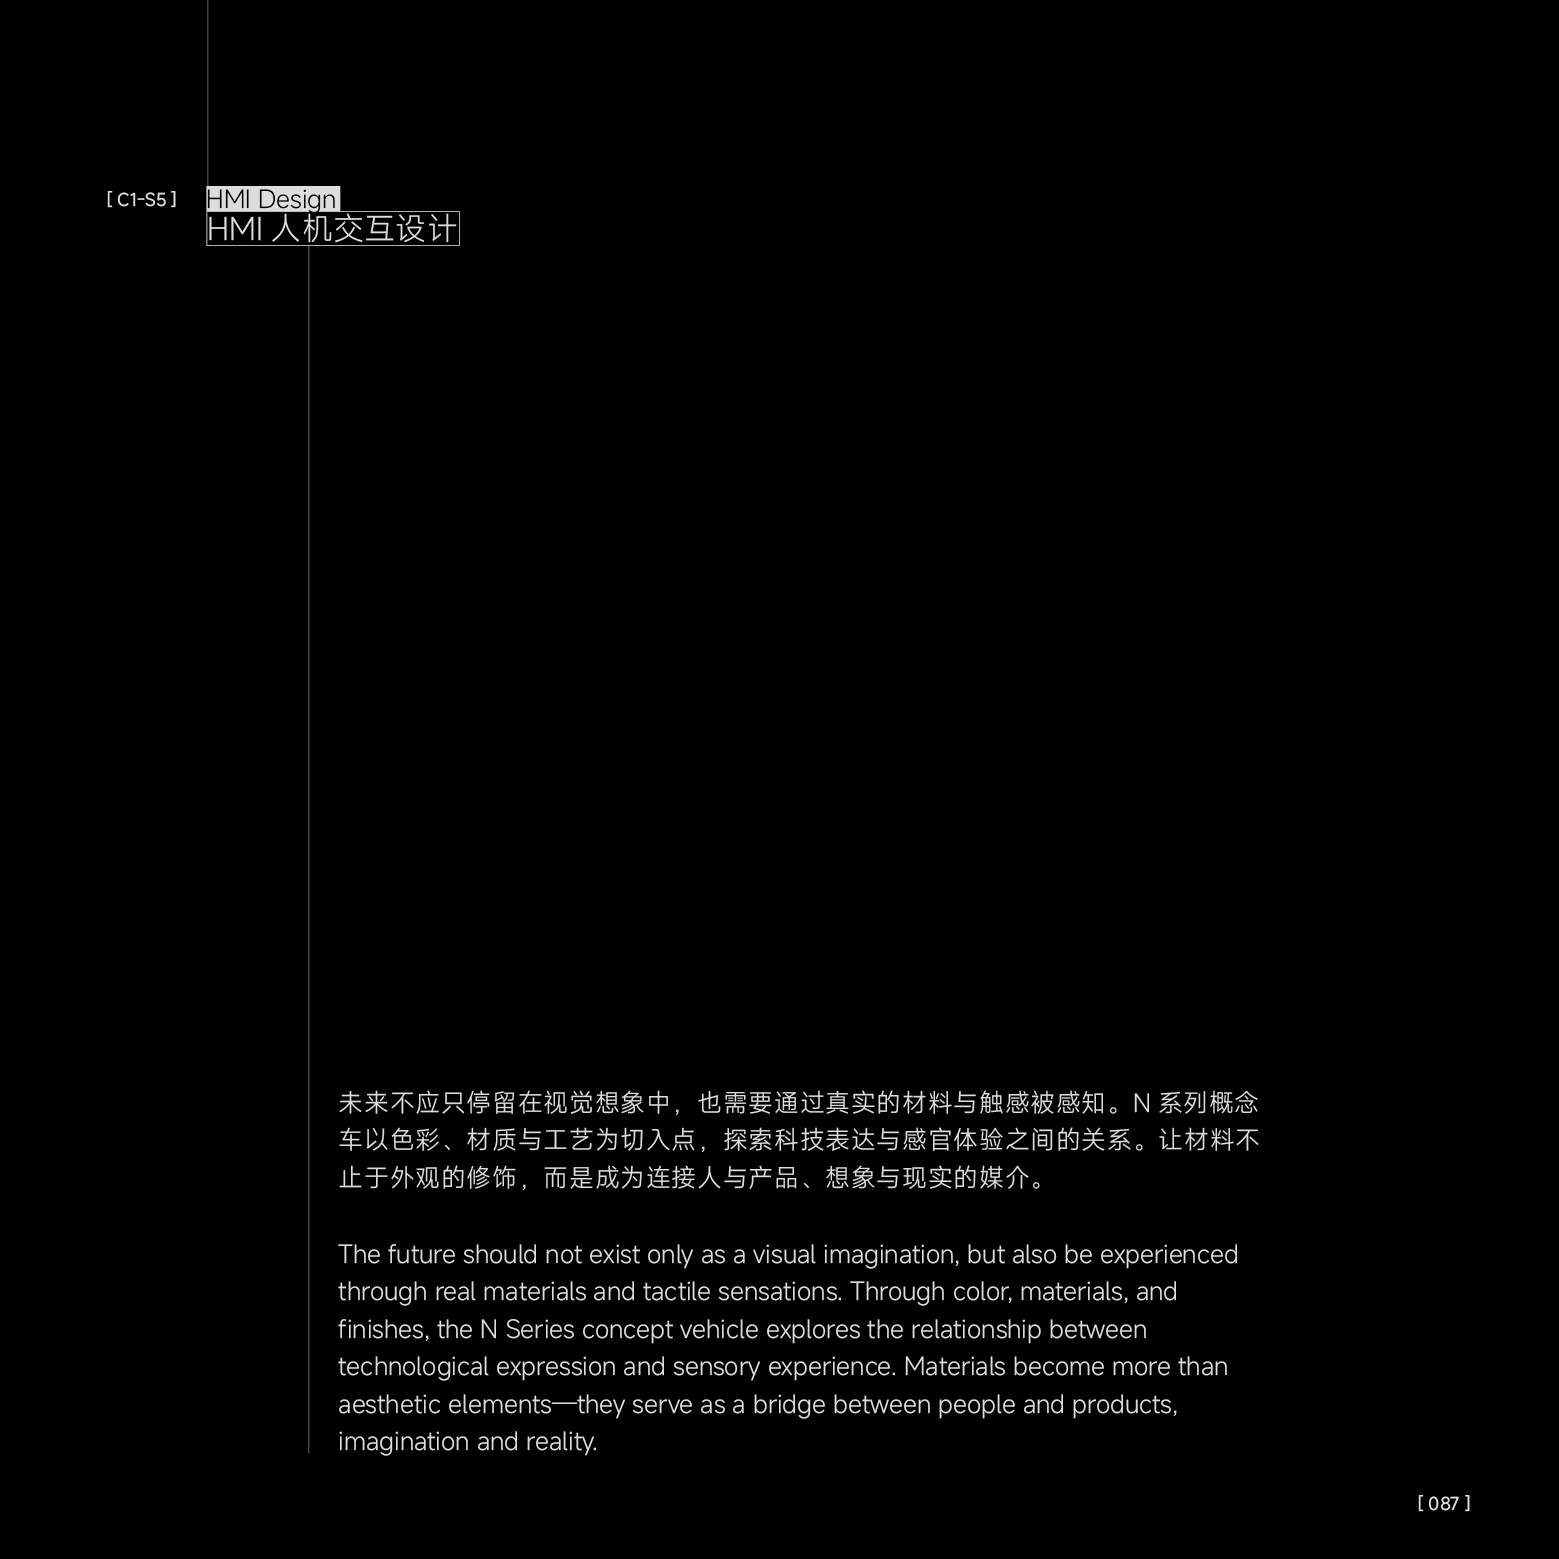 [ C1-S5 ]
HMI Design
HMI 人机交互设计
未来不应只停留在视觉想象中，也需要通过真实的材料与触感被感知。N 系列概念
车以色彩、材质与工艺为切入点，探索科技表达与感官体验之间的关系。让材料不
止于外观的修饰，而是成为连接人与产品、想象与现实的媒介。
The future should not exist only as a visual imagination, but also be experienced
through real materials and tactile sensations. Through color, materials, and
finishes, the N Series concept vehicle explores the relationship between
technological expression and sensory experience. Materials become more than
aesthetic elements—they serve as a bridge between people and products,
imagination and reality.
[ 087 ]